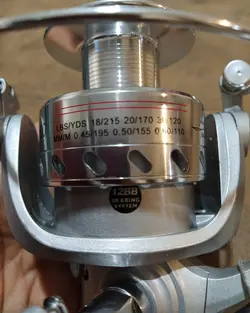 LBS/YDS 18/215 20/170 30/120
MM/M 0.45/195 0.50/155 0.60/110
12BB
BEARING
SYSTEM